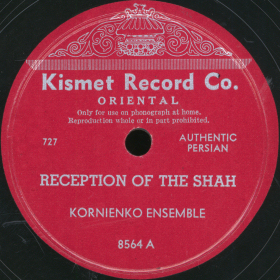 Kismet Record Co.
ORIENTAL
Only for use on phonograph at home.
Reproduction whole or in part prohibited.
727
AUTHENTIC
PERSIAN
RECEPTION OF THE SHAH
KORNIENKO ENSEMBLE
8564 A